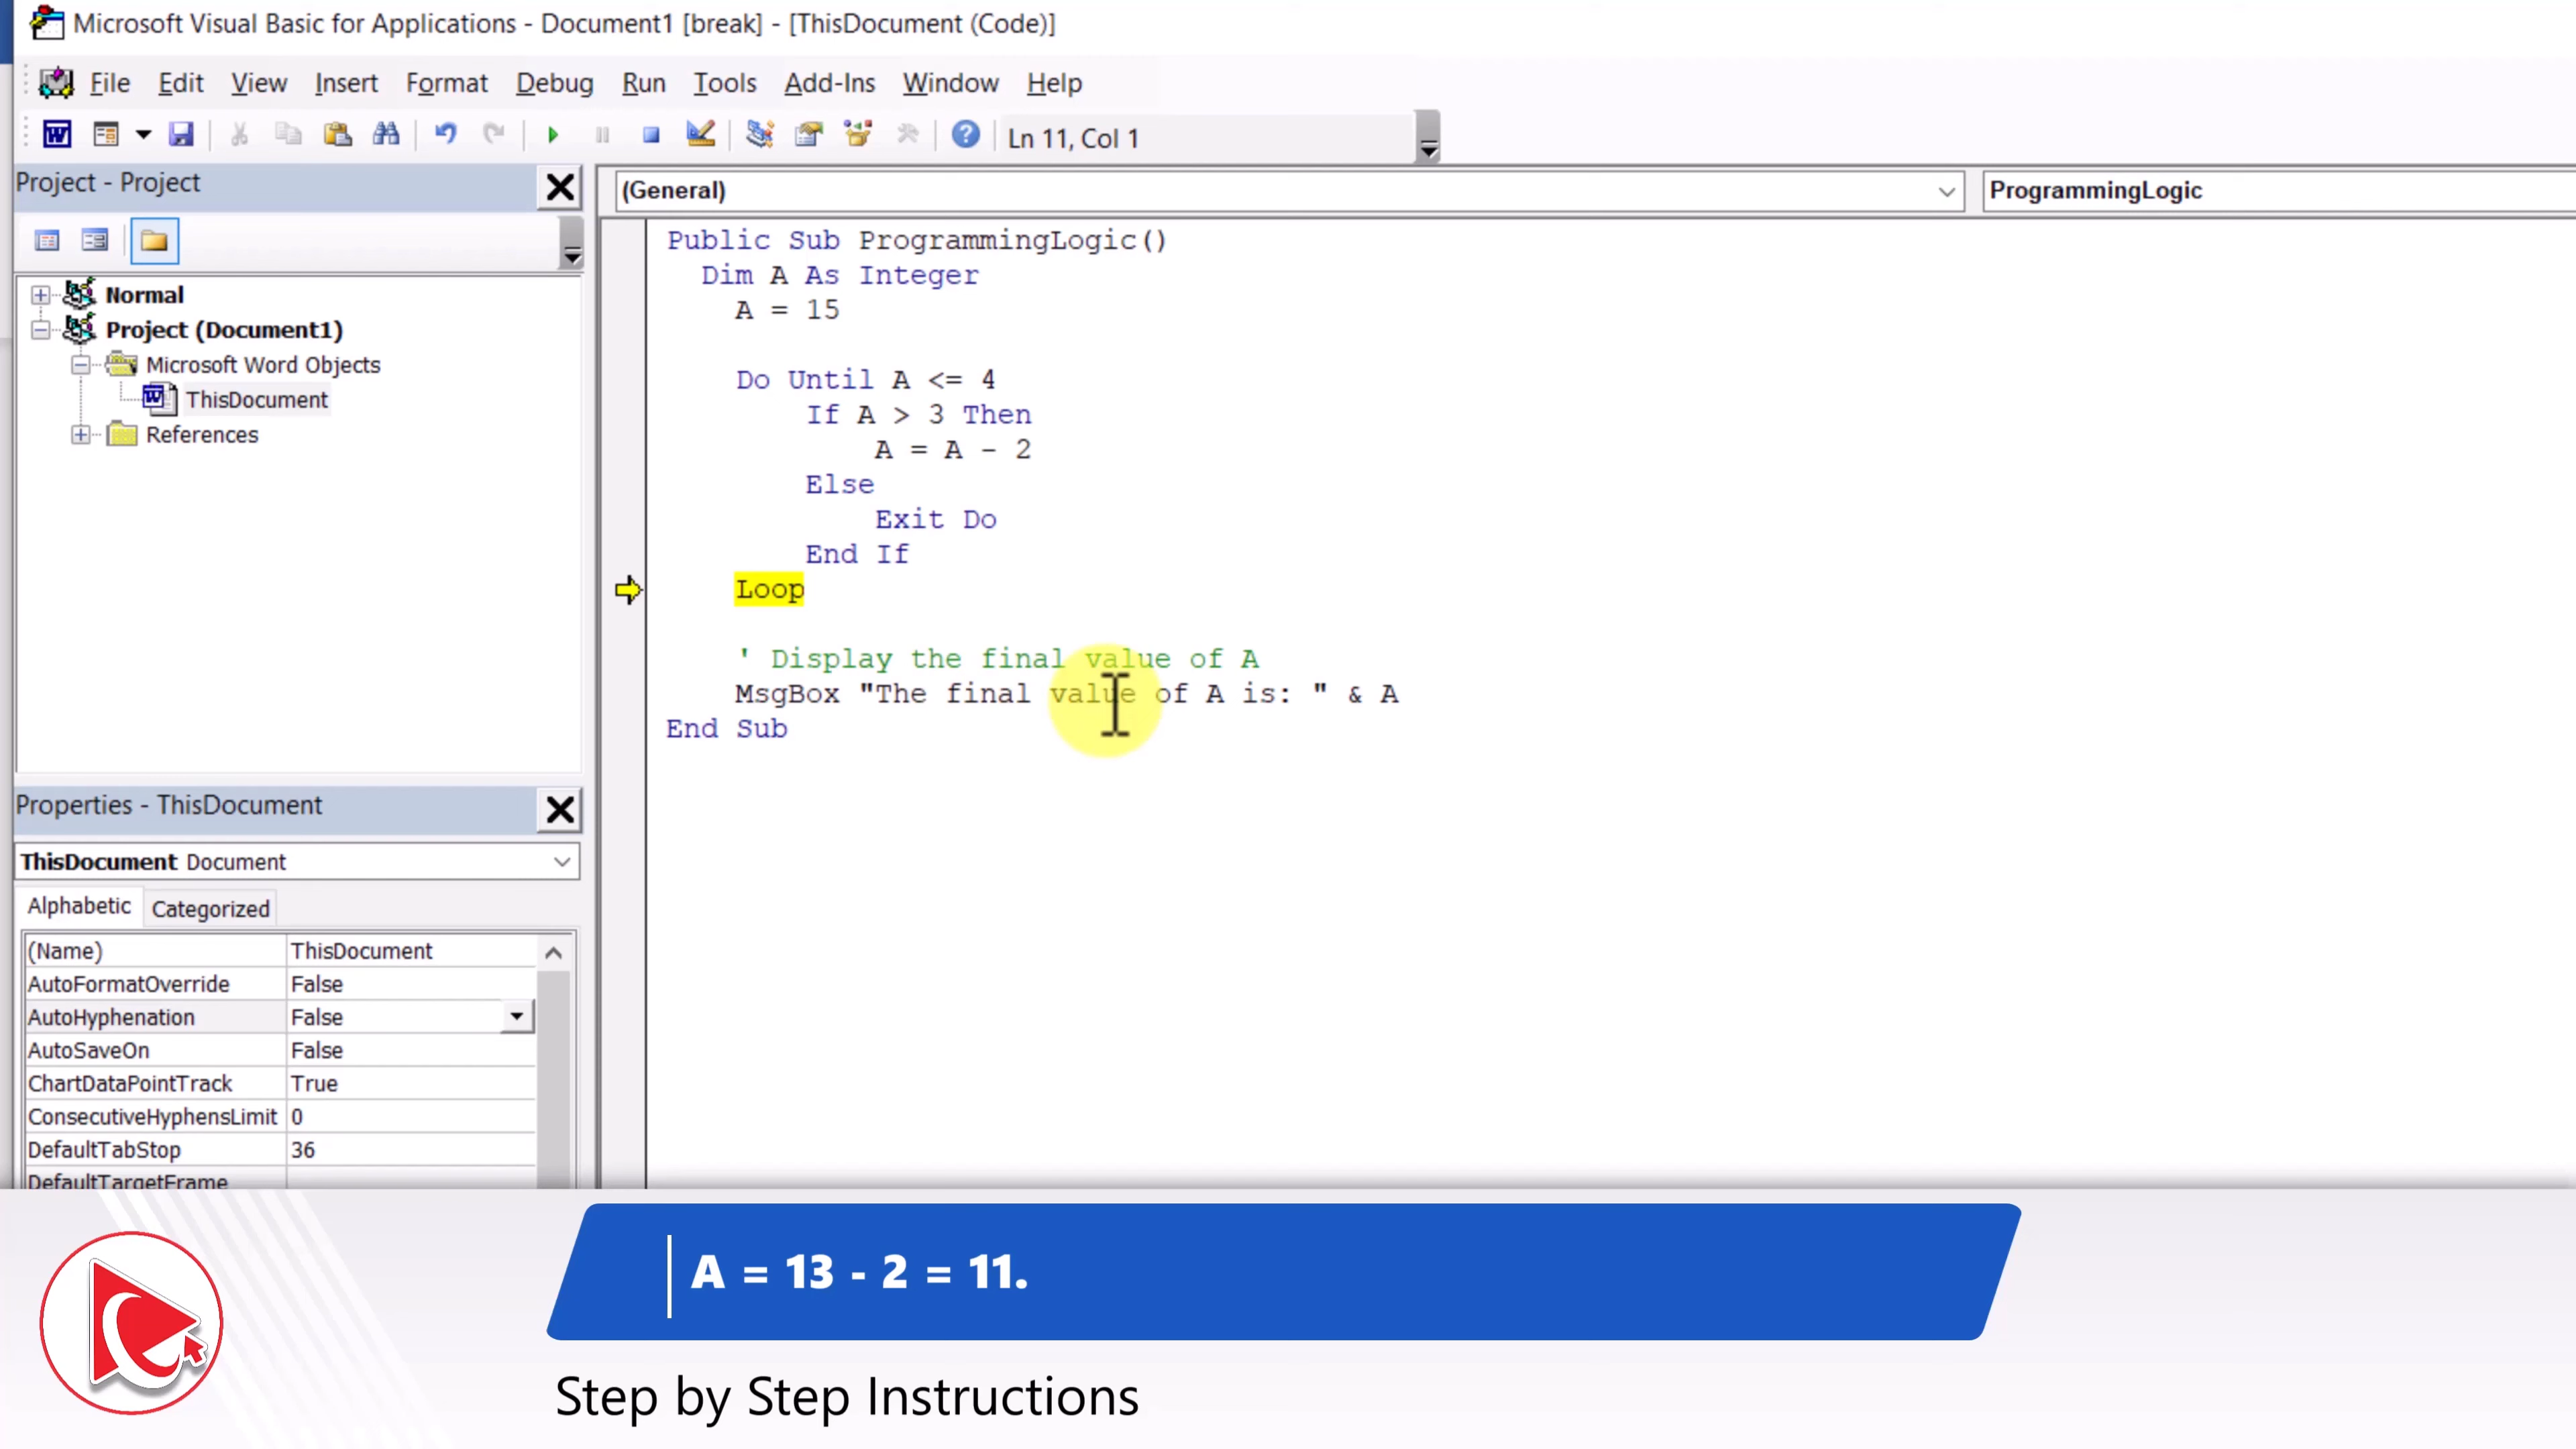 Microsoft Visual Basic for Applications - Document1 [break] - [ThisDocument (Code)]
File Edit View Insert Format Debug Run Tools Add-Ins Window Help
Ln 11, Col 1
Project - Project
(General)
ProgrammingLogic
Normal
Project (Document1)
Microsoft Word Objects
ThisDocument
References
Public Sub ProgrammingLogic()
Dim A As Integer
A = 15
Do Until A <= 4
If A > 3 Then
A = A - 2
Else
Exit Do
End If
Loop
' Display the final value of A
MsgBox "The final value of A is: " & A
End Sub
Properties - ThisDocument
ThisDocument Document
Alphabetic Categorized
(Name) ThisDocument
AutoFormatOverride False
AutoHyphenation False
AutoSaveOn False
ChartDataPointTrack True
ConsecutiveHyphensLimit 0
DefaultTabStop 36
DefaultTargetFrame
A = 13 - 2 = 11.
Step by Step Instructions